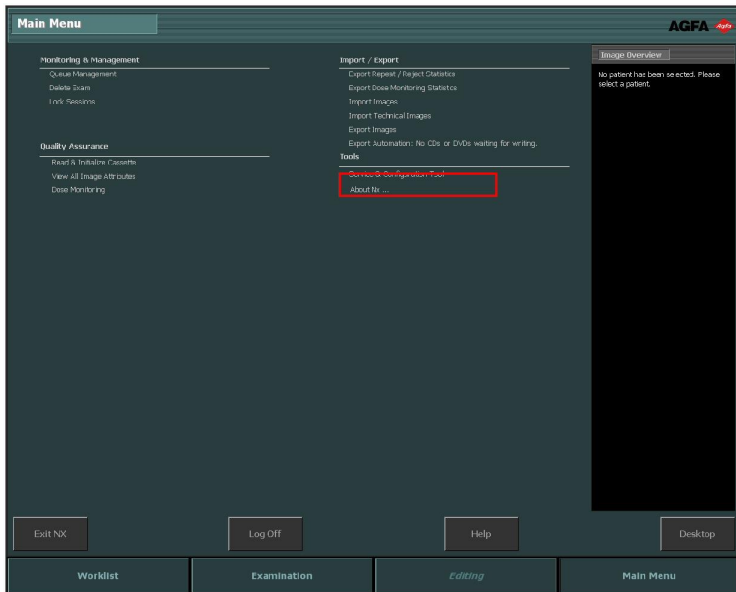 Main Menu
AGFA
Monitoring & Management
Queue Management
Delete Exam
Lock Sessions
Quality Assurance
Read & Initialize Cassette
View All Image Attributes
Dose Monitoring
Import / Export
Export Repeat / Reject Statistics
Export Dose Monitoring Statistics
Import Images
Import Technical Images
Export Images
Export Automation: No CDs or DVDs waiting for writing.
Tools
Service & Configuration Tool
About Nx ...
Image Overview
No patient has been selected. Please
select a patient.
Exit NX
Log Off
Help
Desktop
Worklist
Examination
Editing
Main Menu